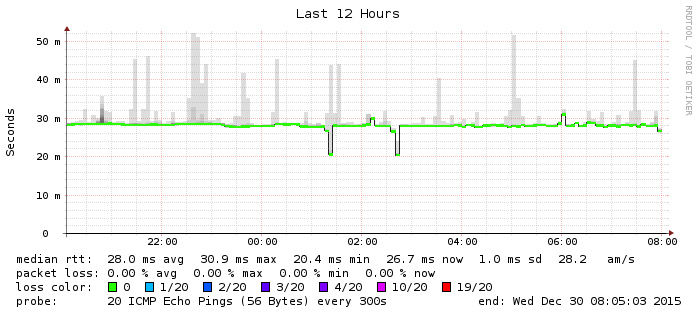 Last 12 Hours
RRDTOOL / TOBI OETIKER
Seconds
50 m
40 m
30 m
20 m
10 m
0
22:00 00:00 02:00 04:00 06:00 08:00
median rtt: 28.0 ms avg 30.9 ms max 20.4 ms min 26.7 ms now 1.0 ms sd 28.2 am/s
packet loss: 0.00 % avg 0.00 % max 0.00 % min 0.00 % now
loss color: 0 1/20 2/20 3/20 4/20 10/20 19/20
probe: 20 ICMP Echo Pings (56 Bytes) every 300s end: Wed Dec 30 08:05:03 2015